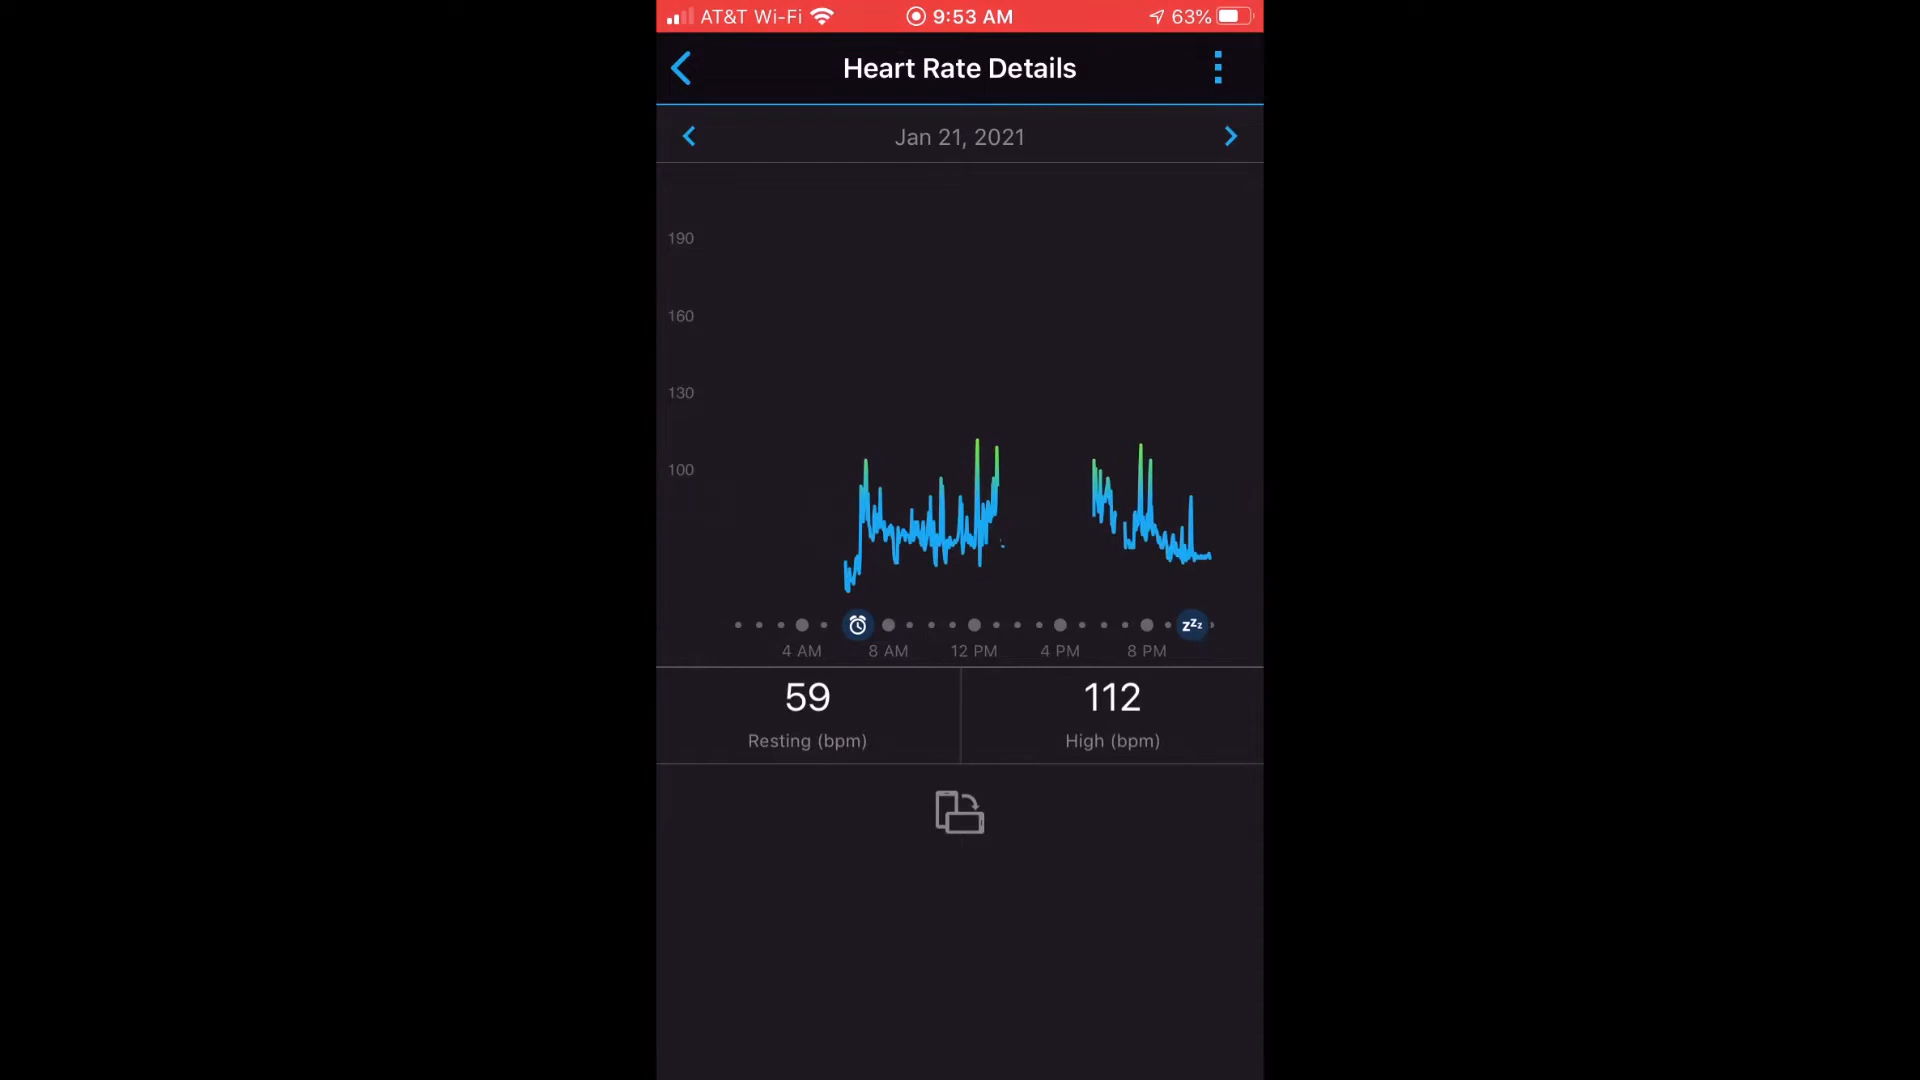 AT&T Wi-Fi 9:53 AM 63%
Heart Rate Details
Jan 21, 2021
190
160
130
100
zzz
4 AM 8 AM 12 PM 4 PM 8 PM
59 112
Resting (bpm) High (bpm)